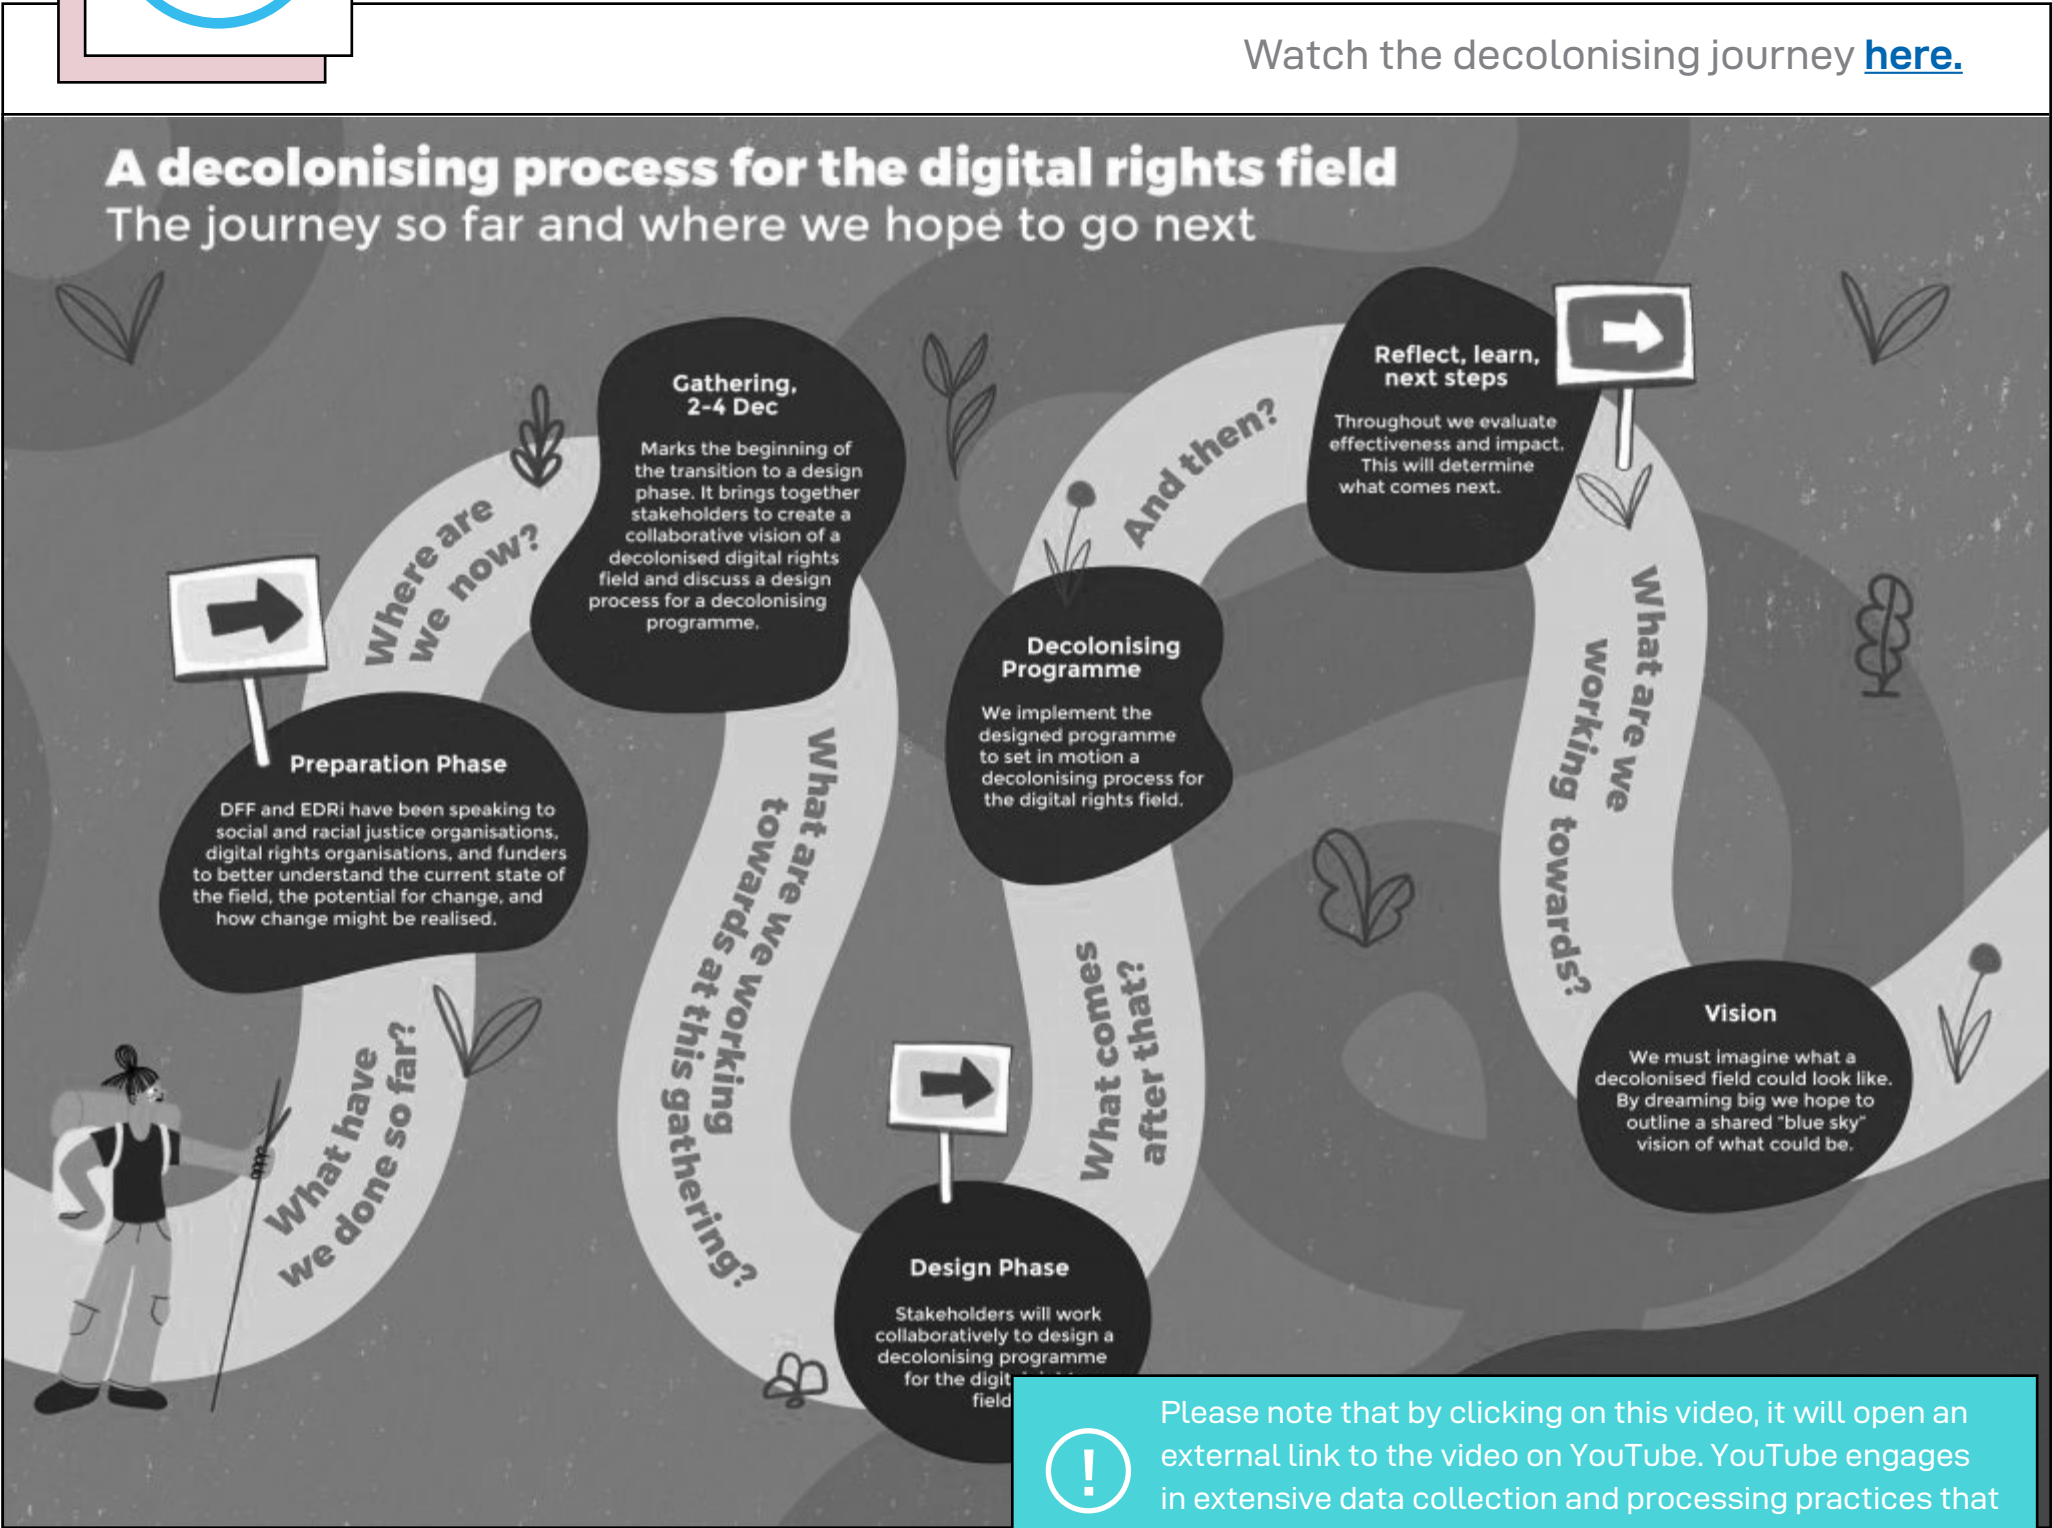 Watch the decolonising journey here.
A decolonising process for the digital rights field
The journey so far and where we hope to go next
What have
we done so far?
Preparation Phase
DFF and EDRi have been speaking to
social and racial justice organisations,
digital rights organisations, and funders
to better understand the current state of
the field, the potential for change, and
how change might be realised.
Where are
we now?
Gathering,
2-4 Dec
Marks the beginning of
the transition to a design
phase. It brings together
stakeholders to create a
collaborative vision of a
decolonised digital rights
field and discuss a design
process for a decolonising
programme.
What are we working
towards at this gathering?
Design Phase
Stakeholders will work
collaboratively to design a
decolonising programme
for the
field
What comes
after that?
Decolonising
Programme
We implement the
designed programme
to set in motion a
decolonising process for
the digital rights field.
And then?
Reflect, learn,
next steps
Throughout we evaluate
effectiveness and impact.
This will determine
what comes next.
What are we
working towards?
Vision
We must imagine what a
decolonised field could look like.
By dreaming big we hope to
outline a shared "blue sky"
vision of what could be.
!
Please note that by clicking on this video, it will open an
external link to the video on YouTube. YouTube engages
in extensive data collection and processing practices that